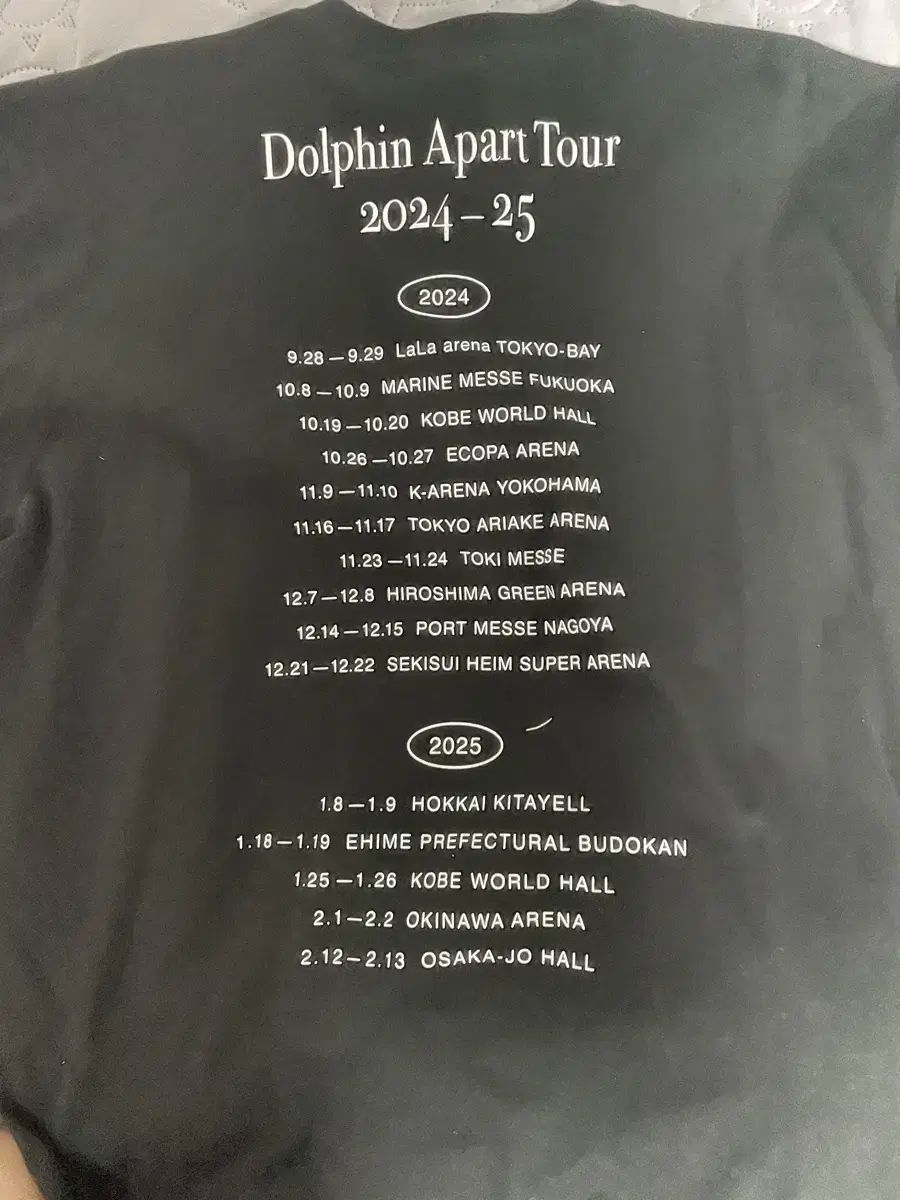 Dolphin Apart Tour
2024–25
2024
9.28—9.29 LaLa arena TOKYO-BAY
10.8—10.9 MARINE MESSE FUKUOKA
10.19—10.20 KOBE WORLD HALL
10.26—10.27 ECOPA ARENA
11.9—11.10 K-ARENA YOKOHAMA
11.16—11.17 TOKYO ARIAKE ARENA
11.23—11.24 TOKI MESSE
12.7—12.8 HIROSHIMA GREEN ARENA
12.14—12.15 PORT MESSE NAGOYA
12.21—12.22 SEKISUI HEIM SUPER ARENA
2025
1.8—1.9 HOKKAI KITAYELL
1.18—1.19 EHIME PREFECTURAL BUDOKAN
1.25—1.26 KOBE WORLD HALL
2.1—2.2 OKINAWA ARENA
2.12—2.13 OSAKA-JO HALL